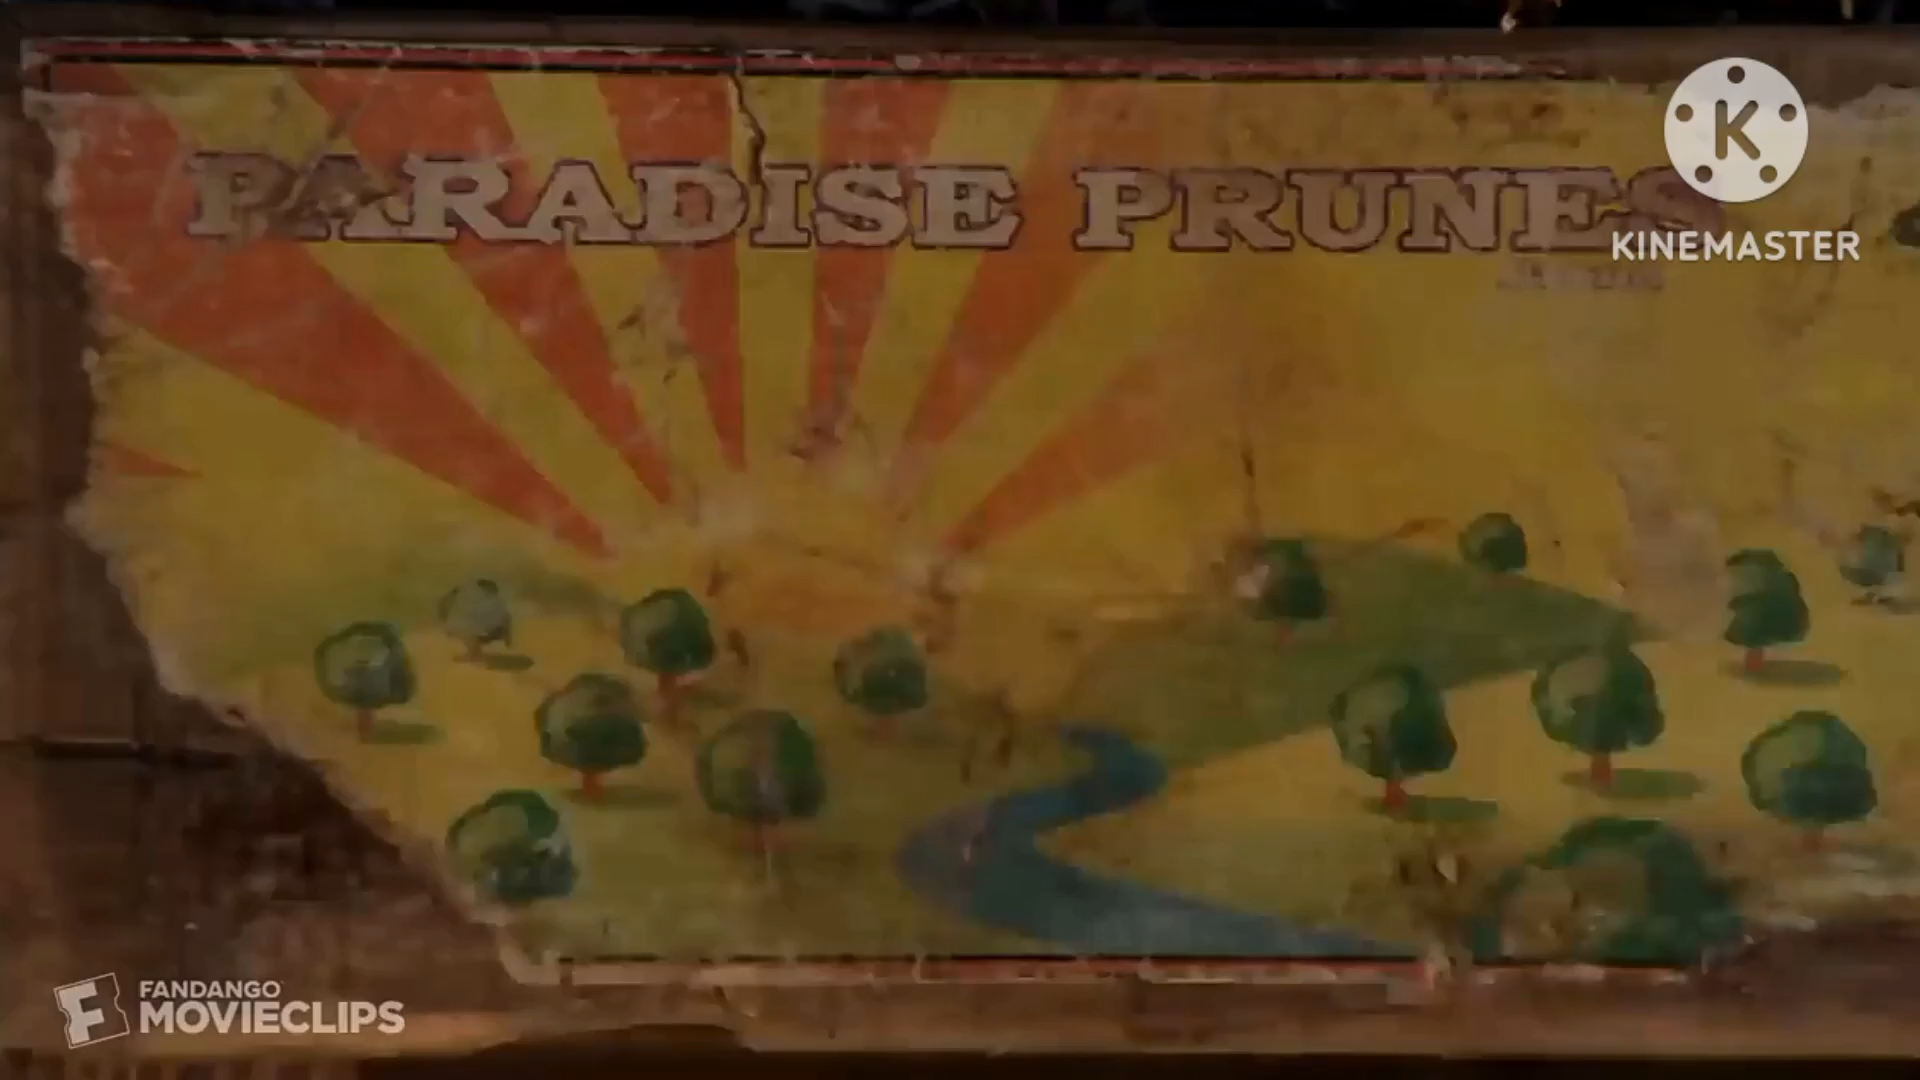 PARADISE PRUNES
K
KINEMASTER
F FANDANGO
MOVIECLIPS